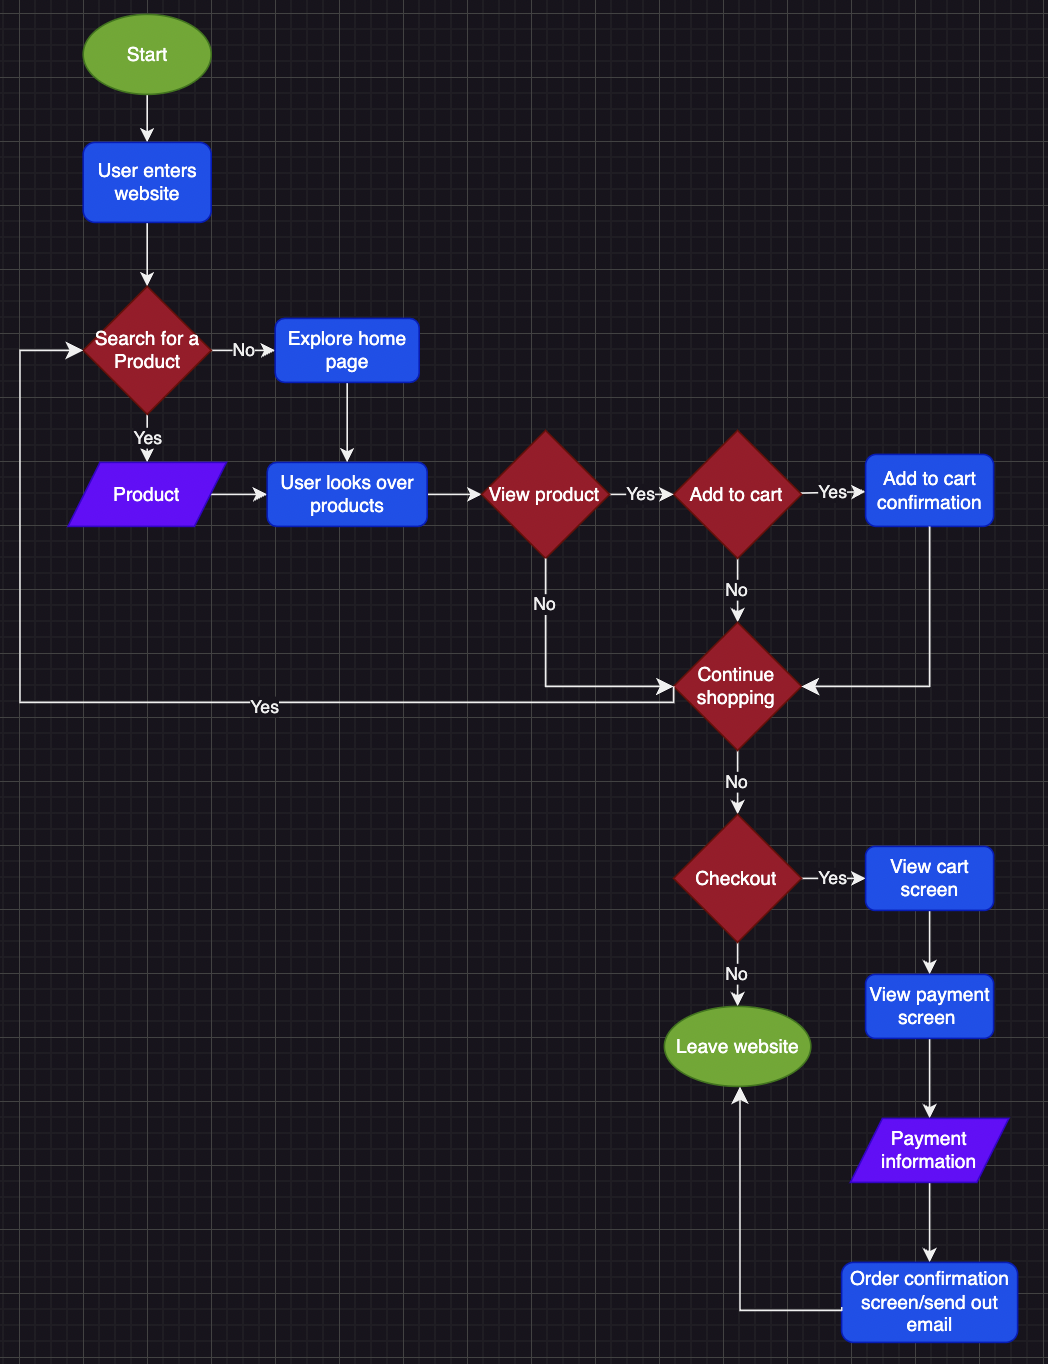 Start
User enters
website
Search for a
Product
No
Explore home
page
Yes
Product
User looks over
products
View product
Yes
Add to cart
Yes
Add to cart
confirmation
No
No
Continue
shopping
Yes
No
Checkout
Yes
View cart
screen
No
View payment
screen
Leave website
Payment
information
Order confirmation
screen/send out
email